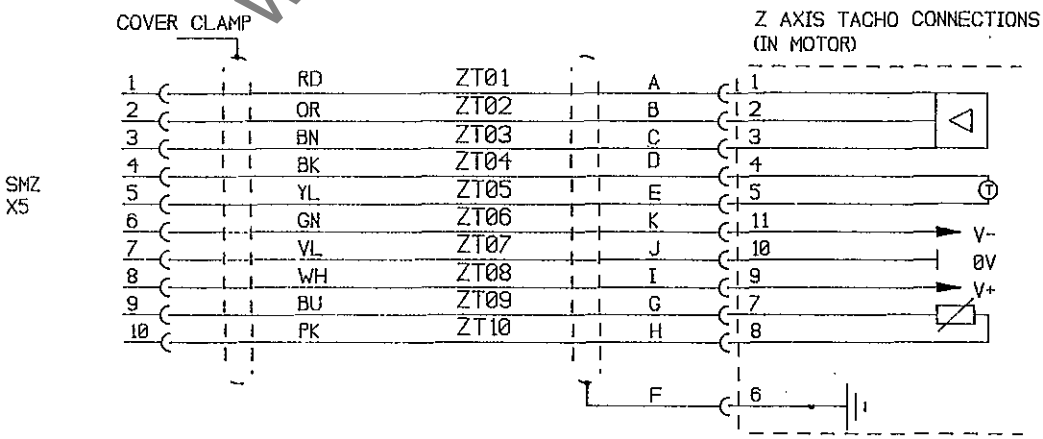 COVER CLAMP
Z AXIS TACHO CONNECTIONS
(IN MOTOR)
SMZ
X5
1 RD ZT01 A 1
2 OR ZT02 B 2
3 BN ZT03 C 3
4 BK ZT04 D 4
5 YL ZT05 E 5 T
6 GN ZT06 K 11 V-
7 VL ZT07 J 10 0V
8 WH ZT08 I 9 V+
9 BU ZT09 G 7
10 PK ZT10 H 8
F 6